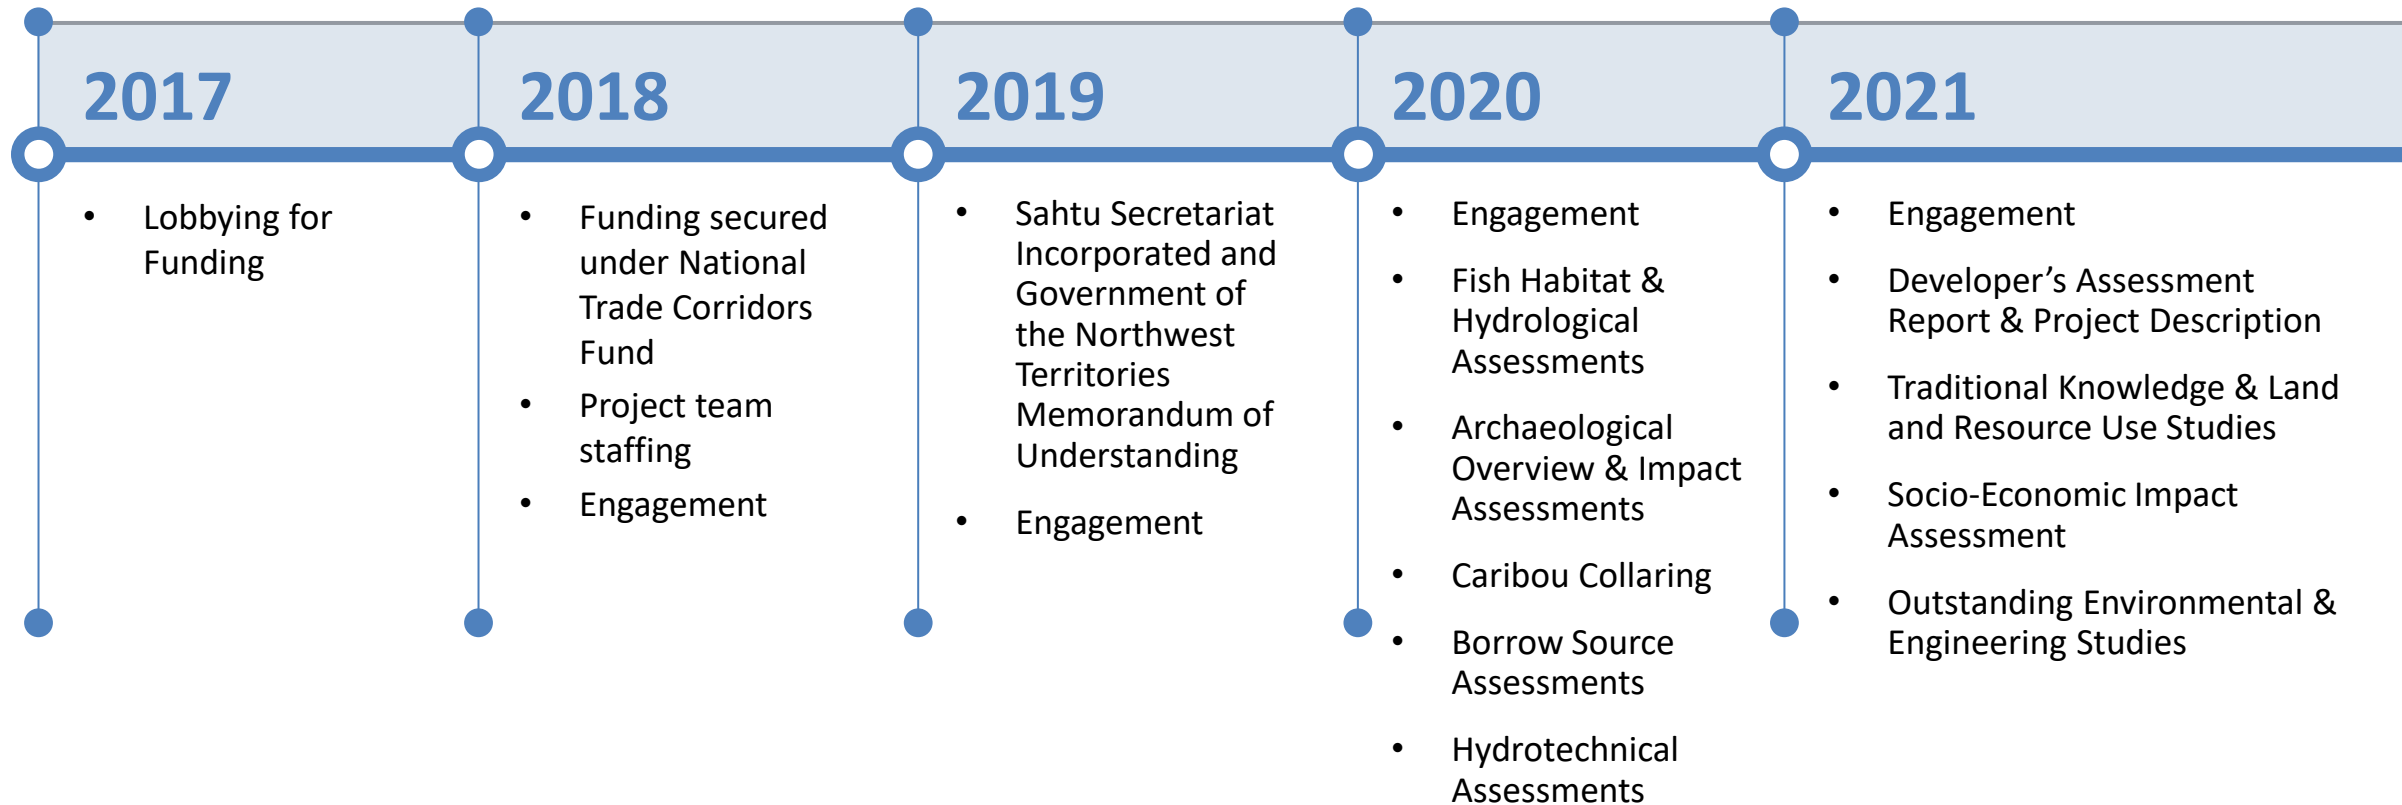 2017
• Lobbying for
Funding
2018
• Funding secured
under National
Trade Corridors
Fund
• Project team
staffing
• Engagement
2019
• Sahtu Secretariat
Incorporated and
Government of
the Northwest
Territories
Memorandum of
Understanding
• Engagement
2020
• Engagement
• Fish Habitat &
Hydrological
Assessments
• Archaeological
Overview & Impact
Assessments
• Caribou Collaring
• Borrow Source
Assessments
• Hydrotechnical
Assessments
2021
• Engagement
• Developer’s Assessment
Report & Project Description
• Traditional Knowledge & Land
and Resource Use Studies
• Socio-Economic Impact
Assessment
• Outstanding Environmental &
Engineering Studies